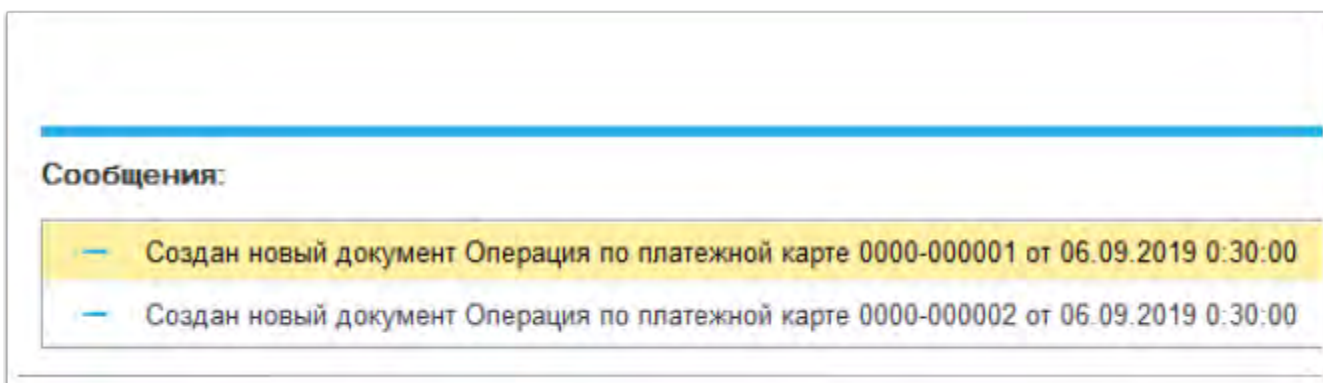 Сообщения:
Создан новый документ Операция по платежной карте 0000-000001 от 06.09.2019 0:30:00
Создан новый документ Операция по платежной карте 0000-000002 от 06.09.2019 0:30:00